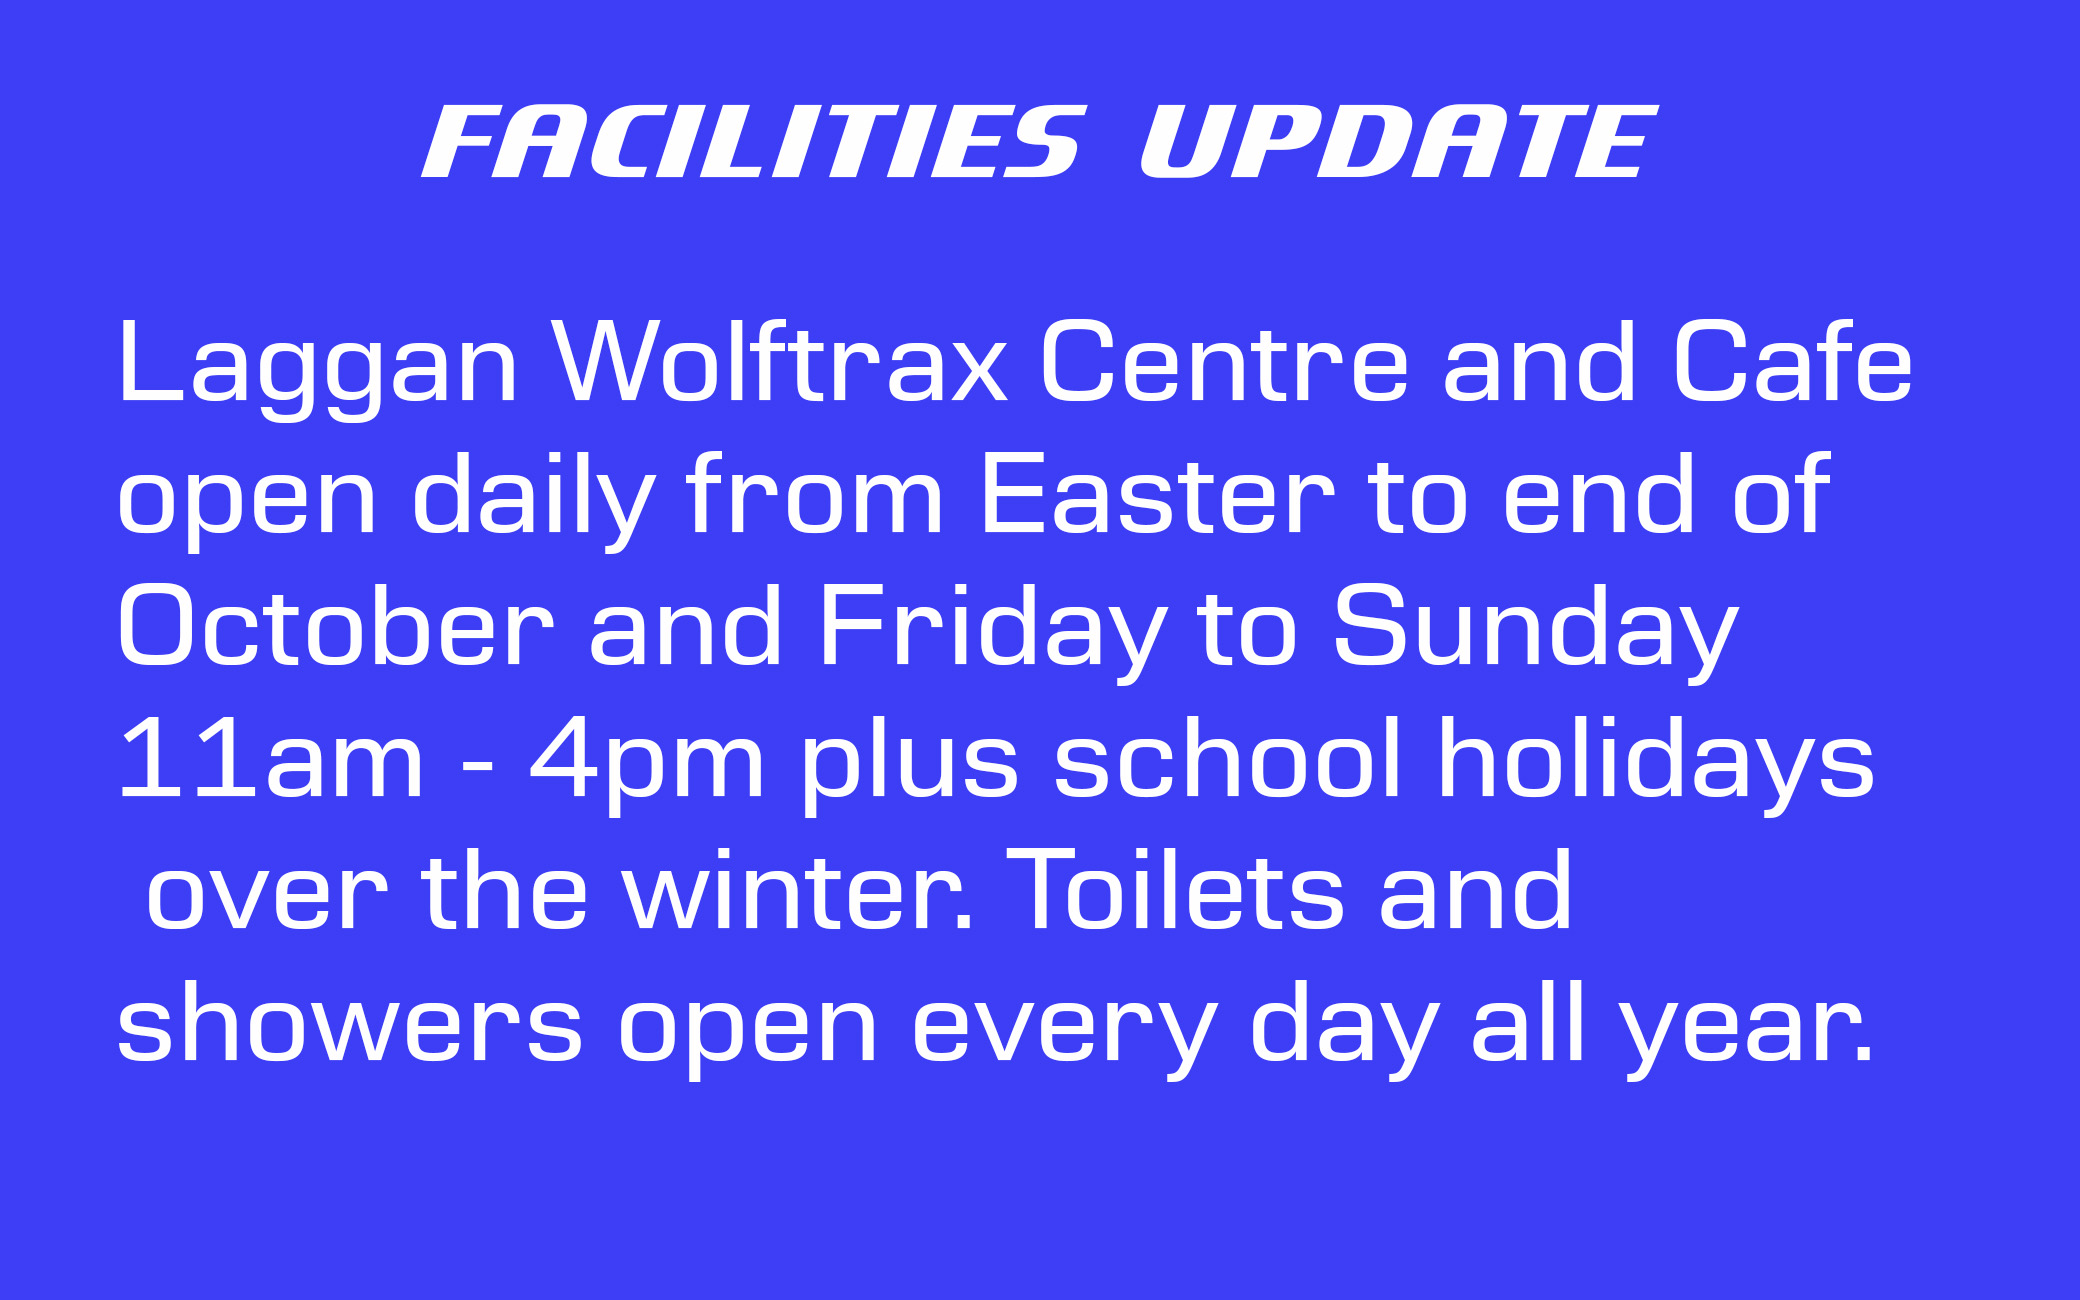 FACILITIES UPDATE
Laggan Wolftrax Centre and Cafe
open daily from Easter to end of
October and Friday to Sunday
11am - 4pm plus school holidays
over the winter. Toilets and
showers open every day all year.